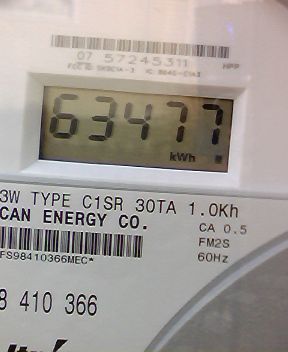 07 57245311 HPP
63477
kWh
3W TYPE C1SR 30TA 1.0Kh
CAN ENERGY CO.
CA 0.5
FM2S
60Hz
FS98410366MEC*
8 410 366